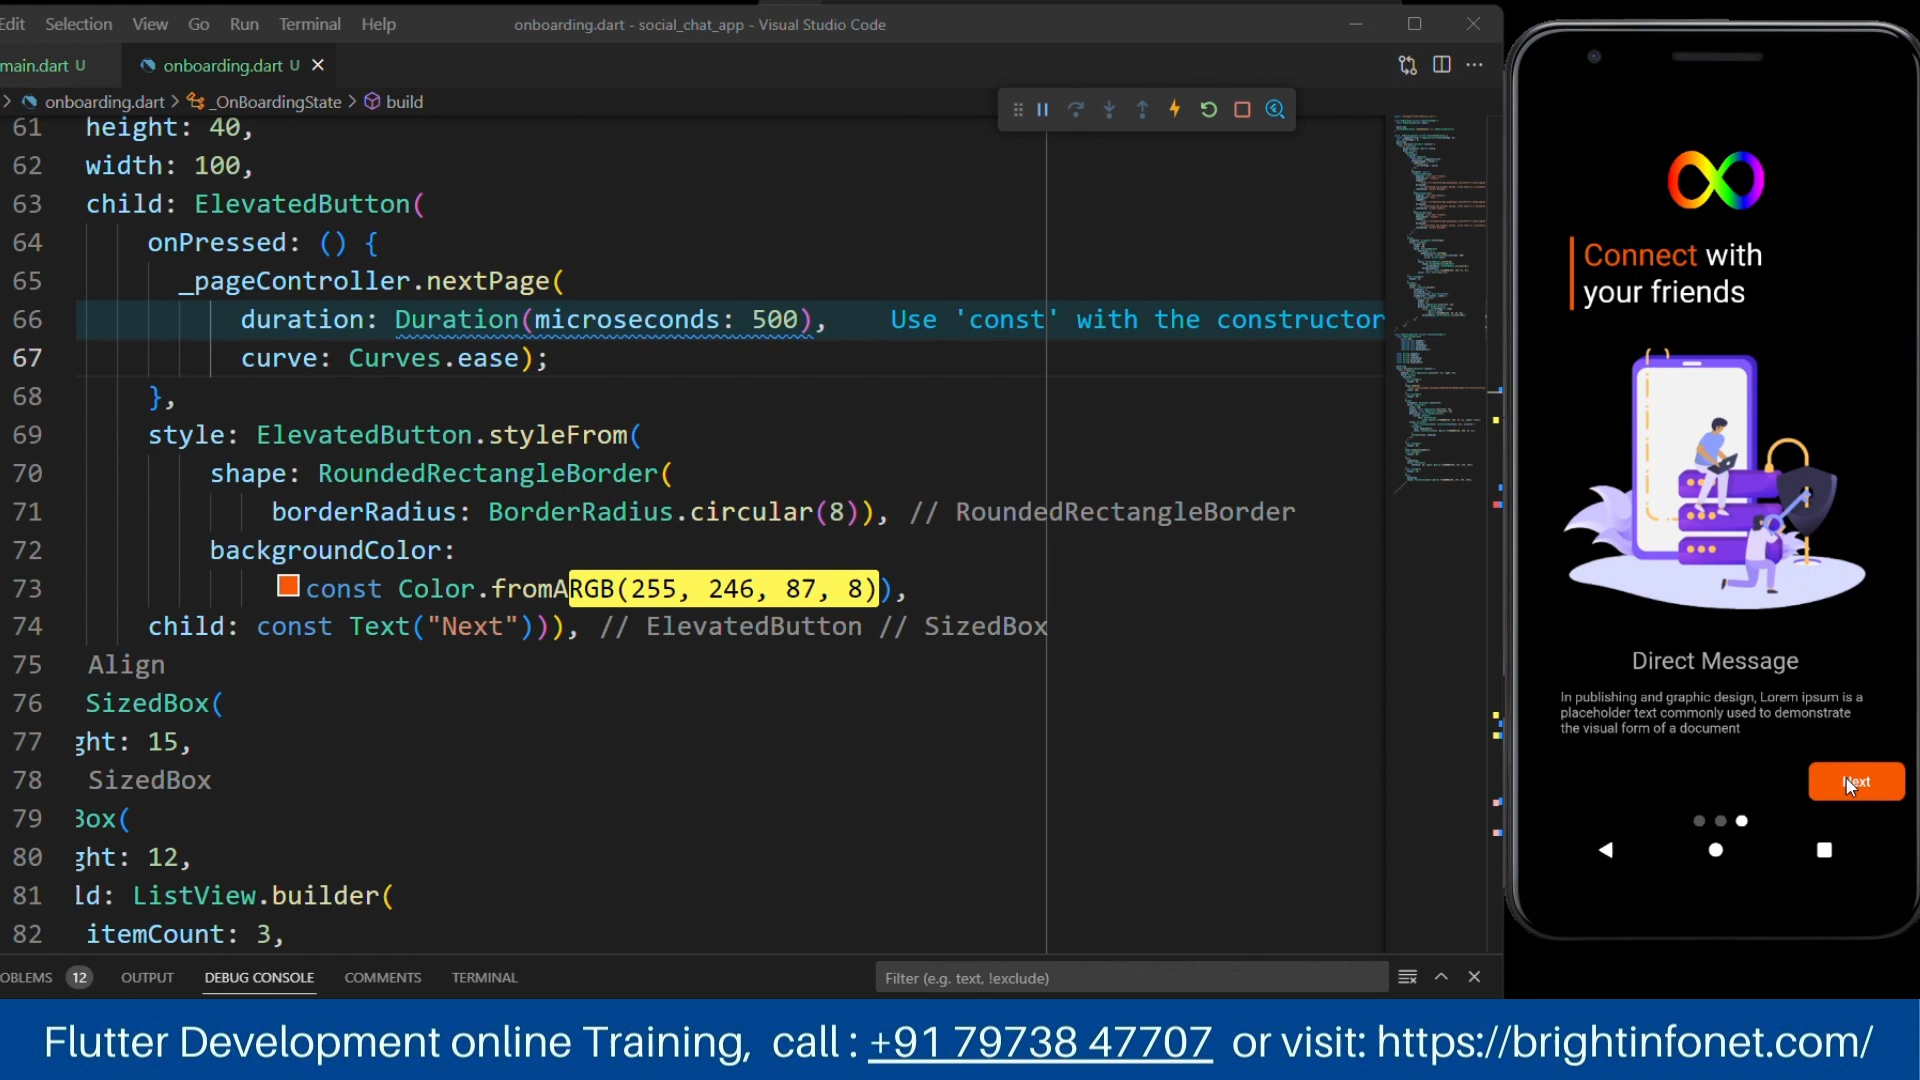 Edit Selection View Go Run Terminal Help onboarding.dart - social_chat_app - Visual Studio Code
main.dart U onboarding.dart U
onboarding.dart _OnBoardingState build
61 height: 40,
62 width: 100,
63 child: ElevatedButton(
64 onPressed: () {
65 _pageController.nextPage(
66 duration: Duration(microseconds: 500), Use 'const' with the constructor
67 curve: Curves.ease);
68 },
69 style: ElevatedButton.styleFrom(
70 shape: RoundedRectangleBorder(
71 borderRadius: BorderRadius.circular(8)), // RoundedRectangleBorder
72 backgroundColor:
73 const Color.fromARGB(255, 246, 87, 8),
74 child: const Text("Next"))), // ElevatedButton // SizedBox
75 Align
76 SizedBox(
77 ght: 15,
78 SizedBox
79 Box(
80 ght: 12,
81 ld: ListView.builder(
82 itemCount: 3,
OBLEMS 12 OUTPUT DEBUG CONSOLE COMMENTS TERMINAL Filter (e.g. text, !exclude)
Connect with
your friends
Direct Message
In publishing and graphic design, Lorem ipsum is a
placeholder text commonly used to demonstrate
the visual form of a document
Next
Flutter Development online Training, call : +91 79738 47707 or visit: https://brightinfonet.com/